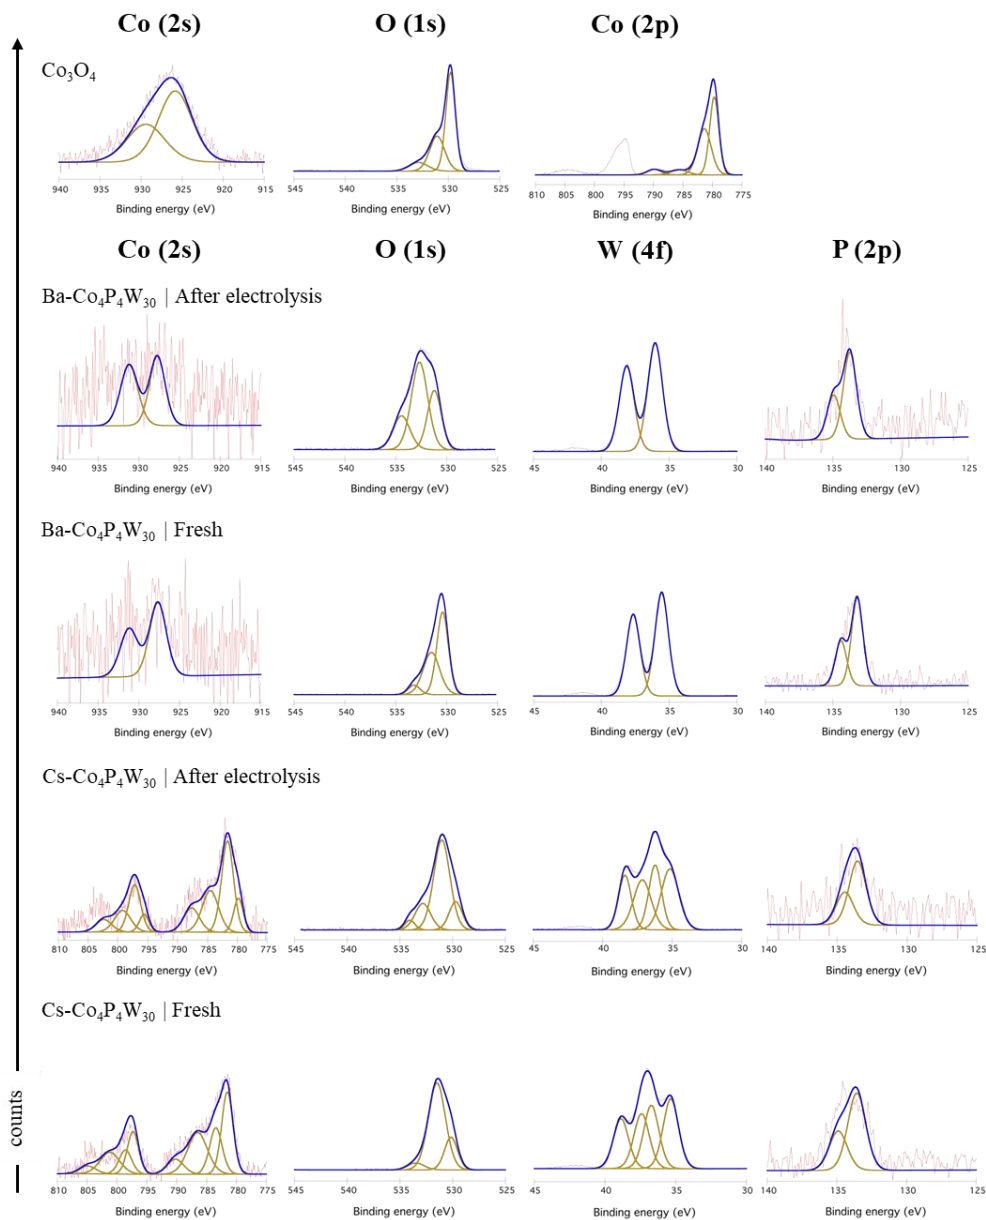 Co (2s) O (1s) Co (2p)
Co₃O₄
940 935 930 925 920 915 545 540 535 530 525 810 805 800 795 790 785 780 775
Binding energy (eV) Binding energy (eV) Binding energy (eV)
Co (2s) O (1s) W (4f) P (2p)
Ba-Co₄P₄W₃₀ | After electrolysis
940 935 930 925 920 915 545 540 535 530 525 45 40 35 30 140 135 130 125
Binding energy (eV) Binding energy (eV) Binding energy (eV) Binding energy (eV)
Ba-Co₄P₄W₃₀ | Fresh
940 935 930 925 920 915 545 540 535 530 525 45 40 35 30 140 135 130 125
Binding energy (eV) Binding energy (eV) Binding energy (eV) Binding energy (eV)
Cs-Co₄P₄W₃₀ | After electrolysis
810 805 800 795 790 785 780 775 545 540 535 530 525 45 40 35 30 140 135 130 125
Binding energy (eV) Binding energy (eV) Binding energy (eV) Binding energy (eV)
Cs-Co₄P₄W₃₀ | Fresh
810 805 800 795 790 785 780 775 545 540 535 530 525 45 40 35 30 140 135 130 125
Binding energy (eV) Binding energy (eV) Binding energy (eV) Binding energy (eV)
counts